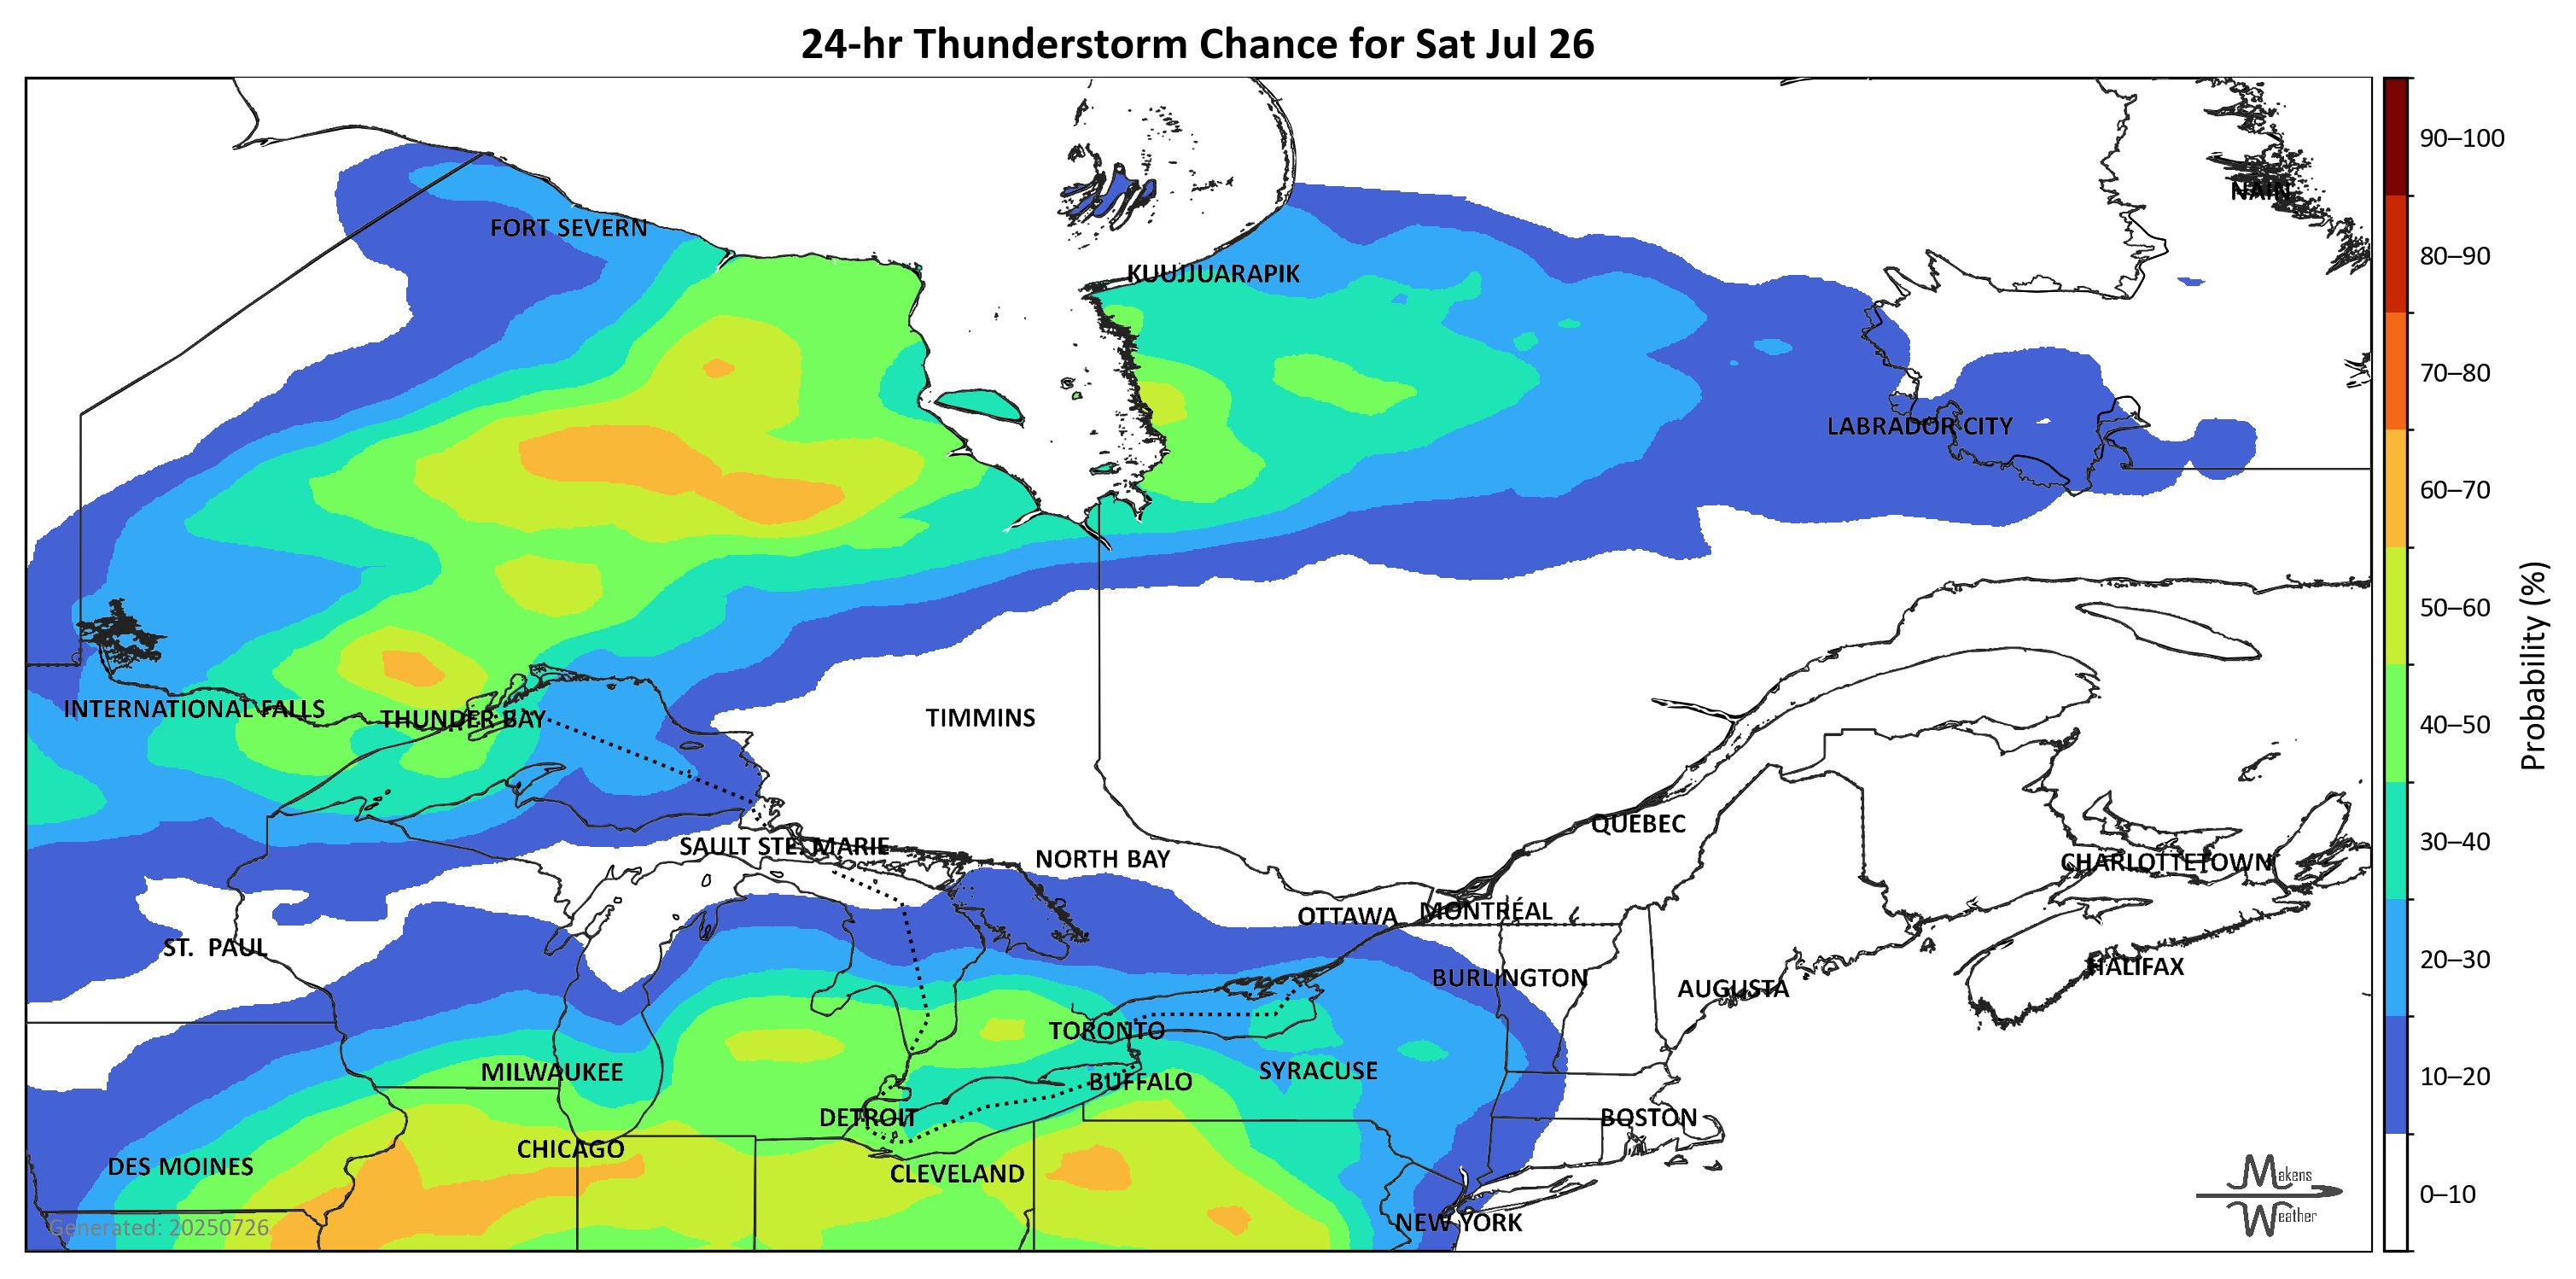 24-hr Thunderstorm Chance for Sat Jul 26
90–100
NAIN
FORT SEVERN
80–90
KUUJJUARAPIK
70–80
LABRADOR CITY
60–70
50–60
Probability (%)
INTERNATIONAL FALLS
THUNDER BAY
TIMMINS
40–50
QUEBEC
30–40
SAULT STE. MARIE
NORTH BAY
CHARLOTTETOWN
OTTAWA
MONTRÉAL
ST. PAUL
20–30
HALIFAX
BURLINGTON
AUGUSTA
TORONTO
MILWAUKEE
SYRACUSE
10–20
BUFFALO
DETROIT
BOSTON
CHICAGO
DES MOINES
CLEVELAND
Makens
Weather
0–10
NEW YORK
Generated: 20250726